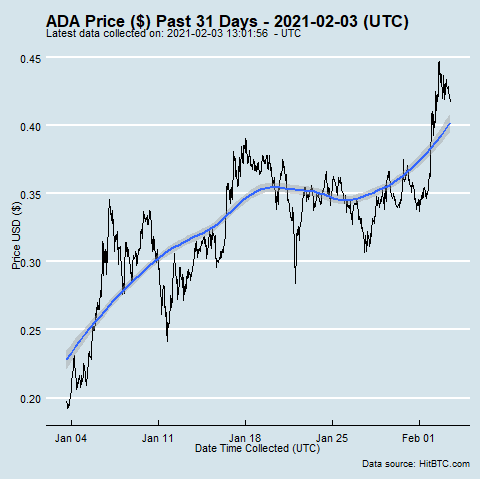 ADA Price ($) Past 31 Days - 2021-02-03 (UTC)
Latest data collected on: 2021-02-03 13:01:56 - UTC
0.45
0.40
0.35
0.30
0.25
0.20
Price USD ($)
Jan 04 Jan 11 Jan 18 Jan 25 Feb 01
Date Time Collected (UTC)
Data source: HitBTC.com